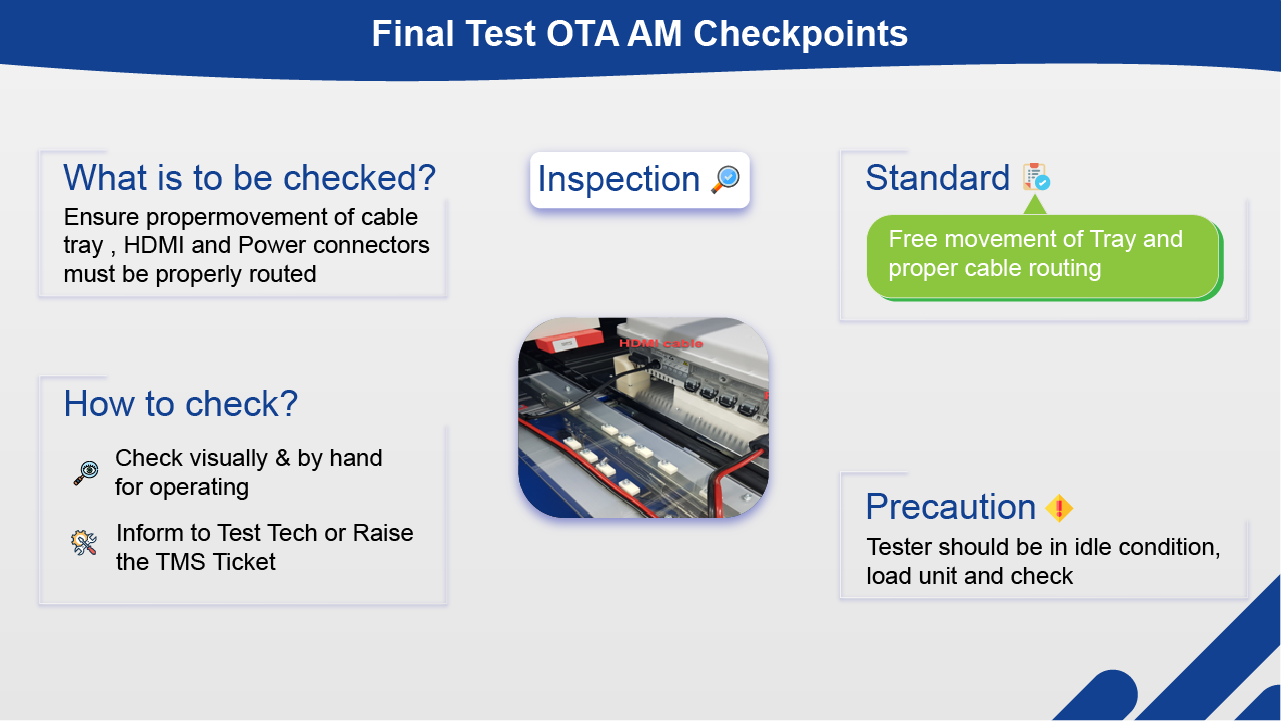 Final Test OTA AM Checkpoints
What is to be checked?
Ensure propermovement of cable
tray , HDMI and Power connectors
must be properly routed
How to check?
Check visually & by hand
for operating
Inform to Test Tech or Raise
the TMS Ticket
Inspection
HDMI cable
Standard
Free movement of Tray and
proper cable routing
Precaution
Tester should be in idle condition,
load unit and check